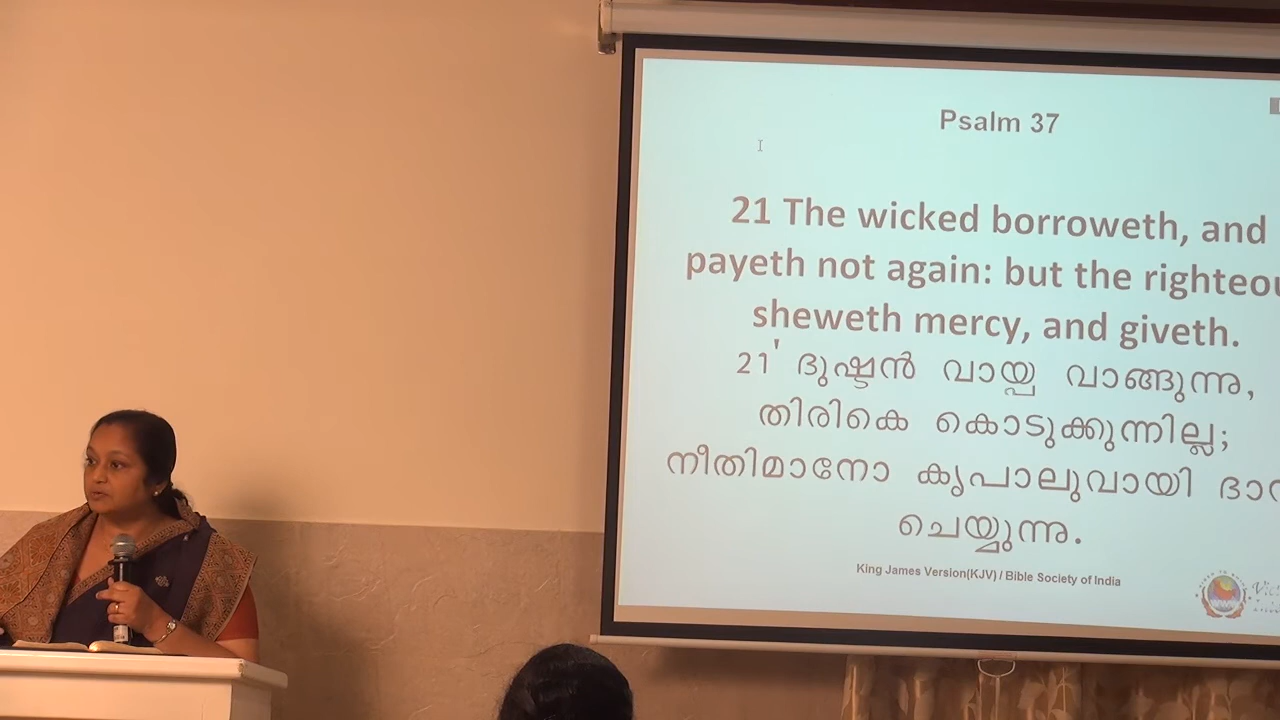 Psalm 37
21 The wicked borroweth, and
payeth not again: but the
sheweth mercy, and giveth.
21 ദുഷ്ടൻ വായ്പ വാങ്ങുന്നു,
തിരികെ കൊടുക്കുന്നില്ല;
നീതിമാനോ കൃപാലുവായി
ചെയ്യുന്നു.
King James Version(KJV) / Bible Society of India